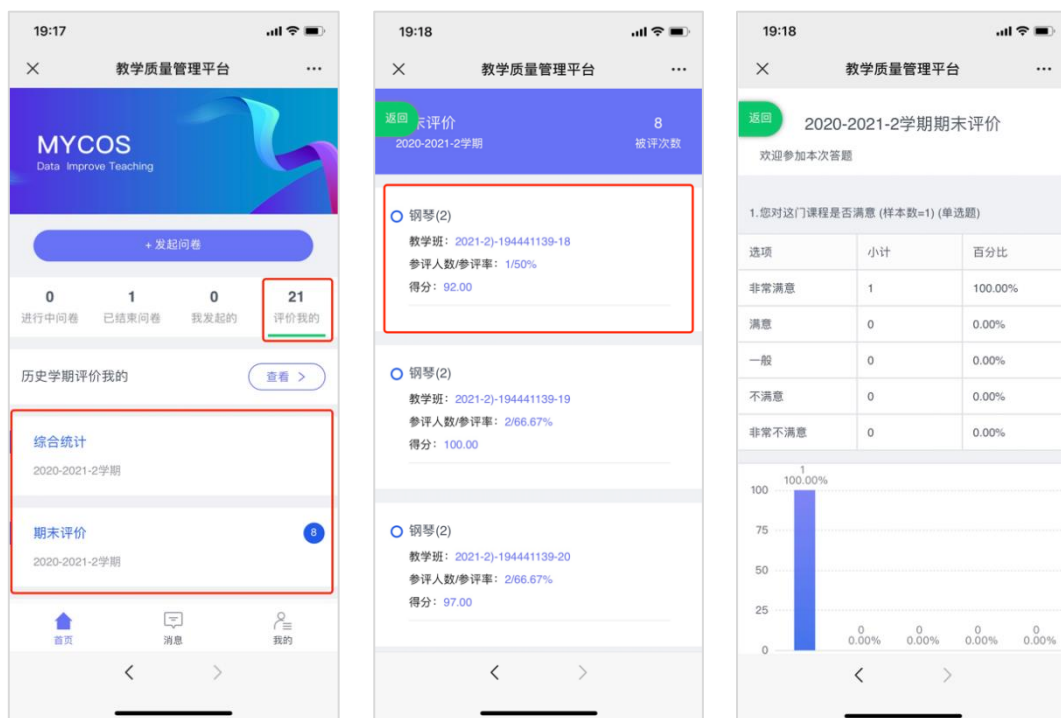 19:17
教学质量管理平台
MYCOS
Data Improve Teaching
+ 发起问卷
0 1 0 21
进行中问卷 已结束问卷 我发起的 评价我的
历史学期评价我的 查看 >
综合统计
2020-2021-2学期
期末评价 8
2020-2021-2学期
首页 消息 我的
19:18
教学质量管理平台
返回 末评价 8
2020-2021-2学期 被评次数
钢琴(2)
教学班：2021-2)-194441139-18
参评人数/参评率：1/50%
得分：92.00
钢琴(2)
教学班：2021-2)-194441139-19
参评人数/参评率：2/66.67%
得分：100.00
钢琴(2)
教学班：2021-2)-194441139-20
参评人数/参评率：2/66.67%
得分：97.00
19:18
教学质量管理平台
返回 2020-2021-2学期期末评价
欢迎参加本次答题
1.您对这门课程是否满意 (样本数=1) (单选题)
选项 小计 百分比
非常满意 1 100.00%
满意 0 0.00%
一般 0 0.00%
不满意 0 0.00%
非常不满意 0 0.00%
1
100.00%
100
75
50
25
0
0 0 0 0
0.00% 0.00% 0.00% 0.00%